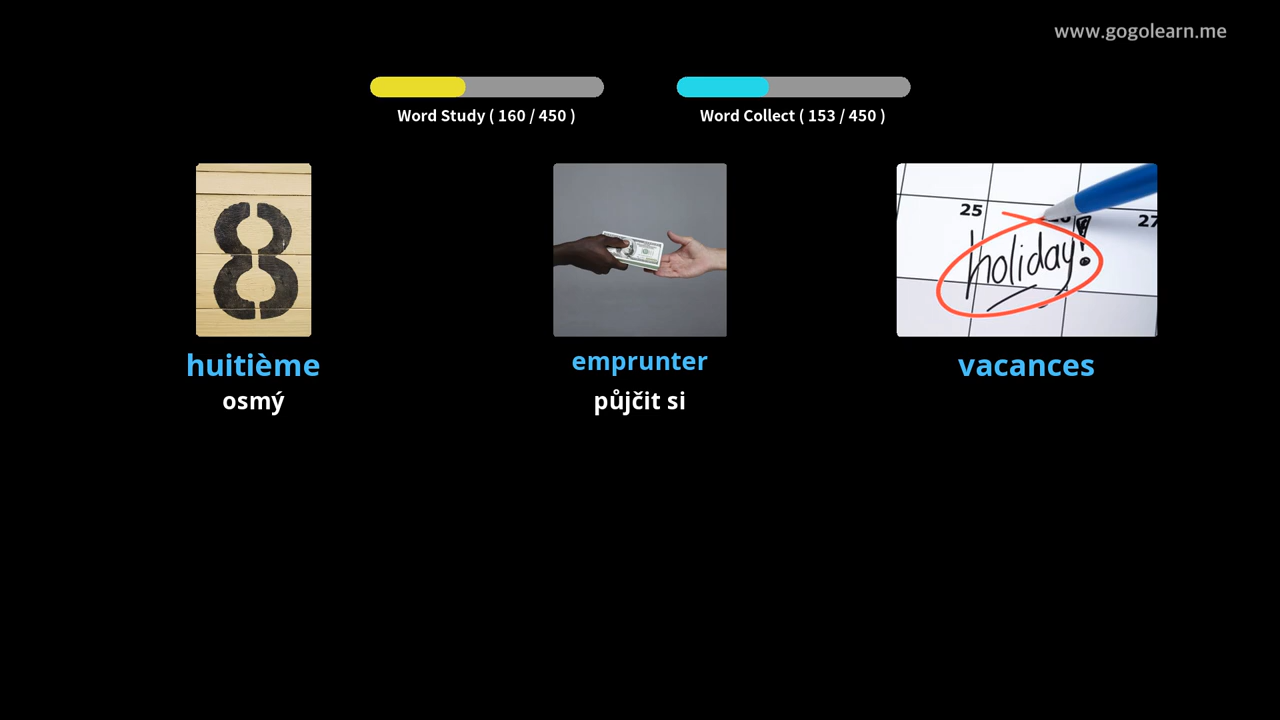 www.gogolearn.me
Word Study ( 160 / 450 )
Word Collect ( 153 / 450 )
8
25
27
holiday!
huitième
emprunter
vacances
osmý
půjčit si